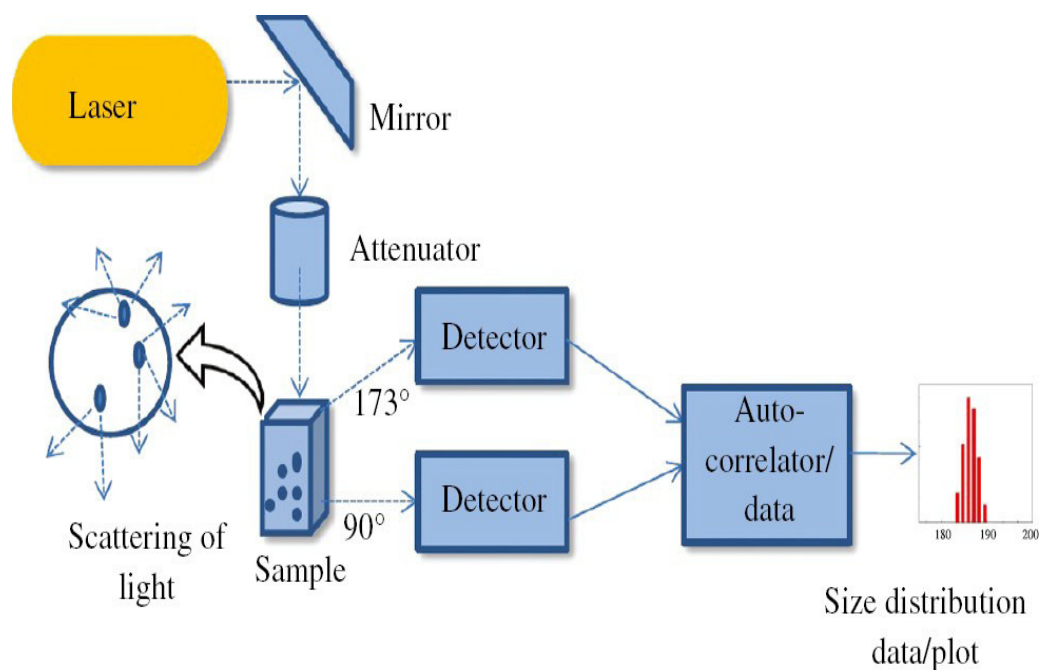 Laser
Mirror
Attenuator
Detector
173°
Auto-
correlator/
data
Detector
90°
Scattering of
light
Sample
180 190 200
Size distribution
data/plot